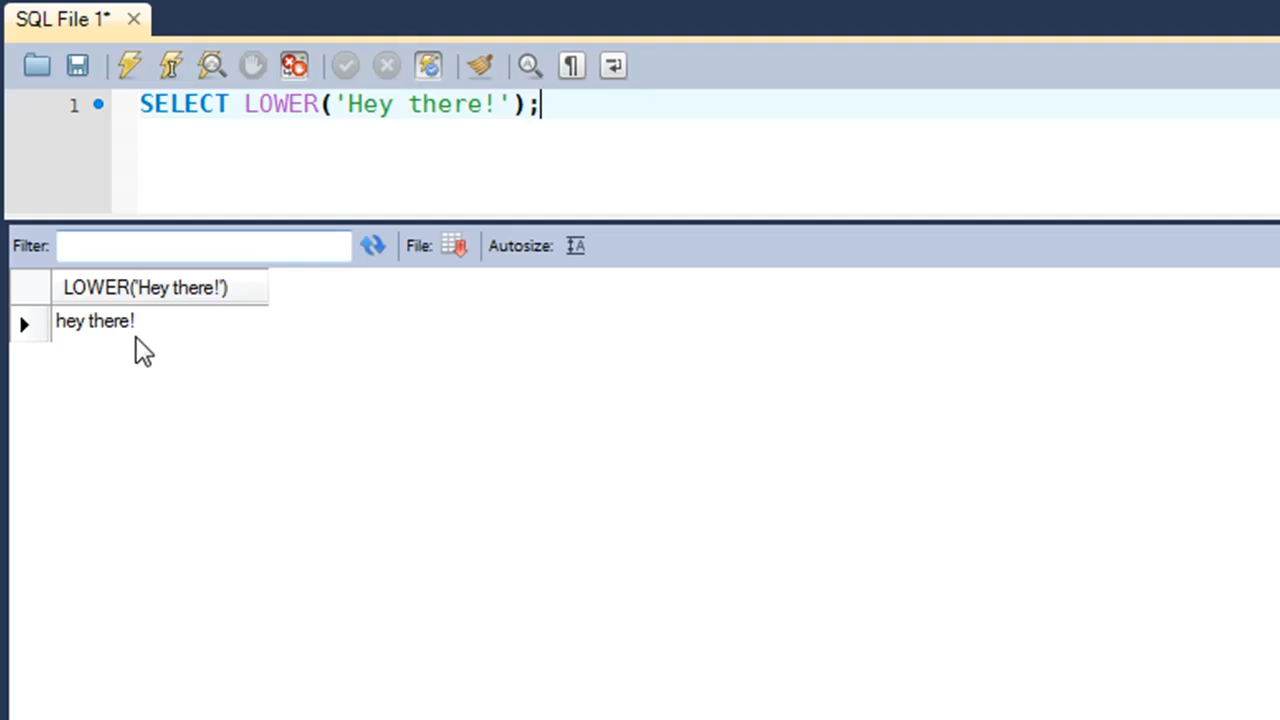 SQL File 1*
1 SELECT LOWER('Hey there!');
Filter: File: Autosize:
LOWER('Hey there!')
hey there!